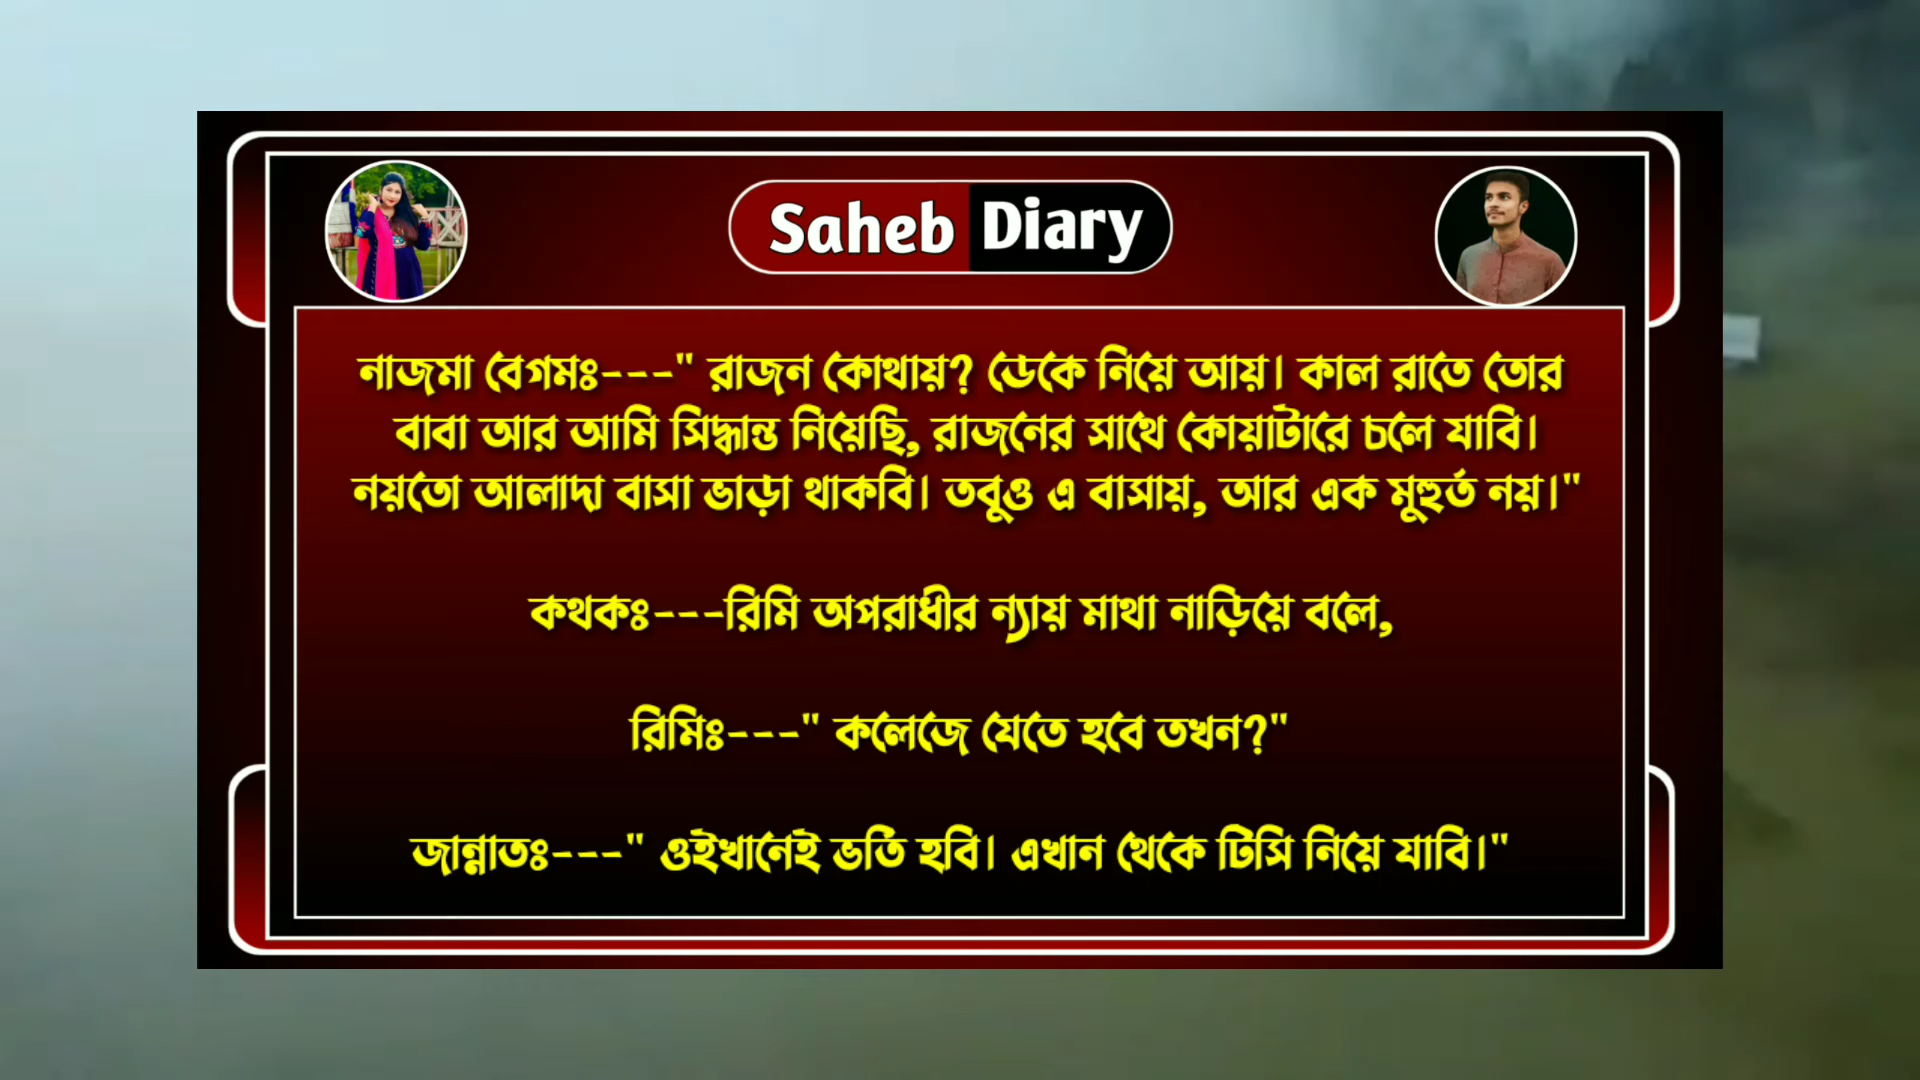 Saheb Diary
নাজমা বেগমঃ---" রাজন কোথায়? ডেকে নিয়ে আয়। কাল রাতে তোর
বাবা আর আমি সিদ্ধান্ত নিয়েছি, রাজনের সাথে কোয়াটারে চলে যাবি।
নয়তো আলাদা বাসা ভাড়া থাকবি। তবুও এ বাসায়, আর এক মুহুর্ত নয়।"
কথকঃ---রিমি অপরাধীর ন্যায় মাথা নাড়িয়ে বলে,
রিমিঃ---" কলেজে যেতে হবে তখন?"
জান্নাতঃ---" ওইখানেই ভর্তি হবি। এখান থেকে টিসি নিয়ে যাবি।"